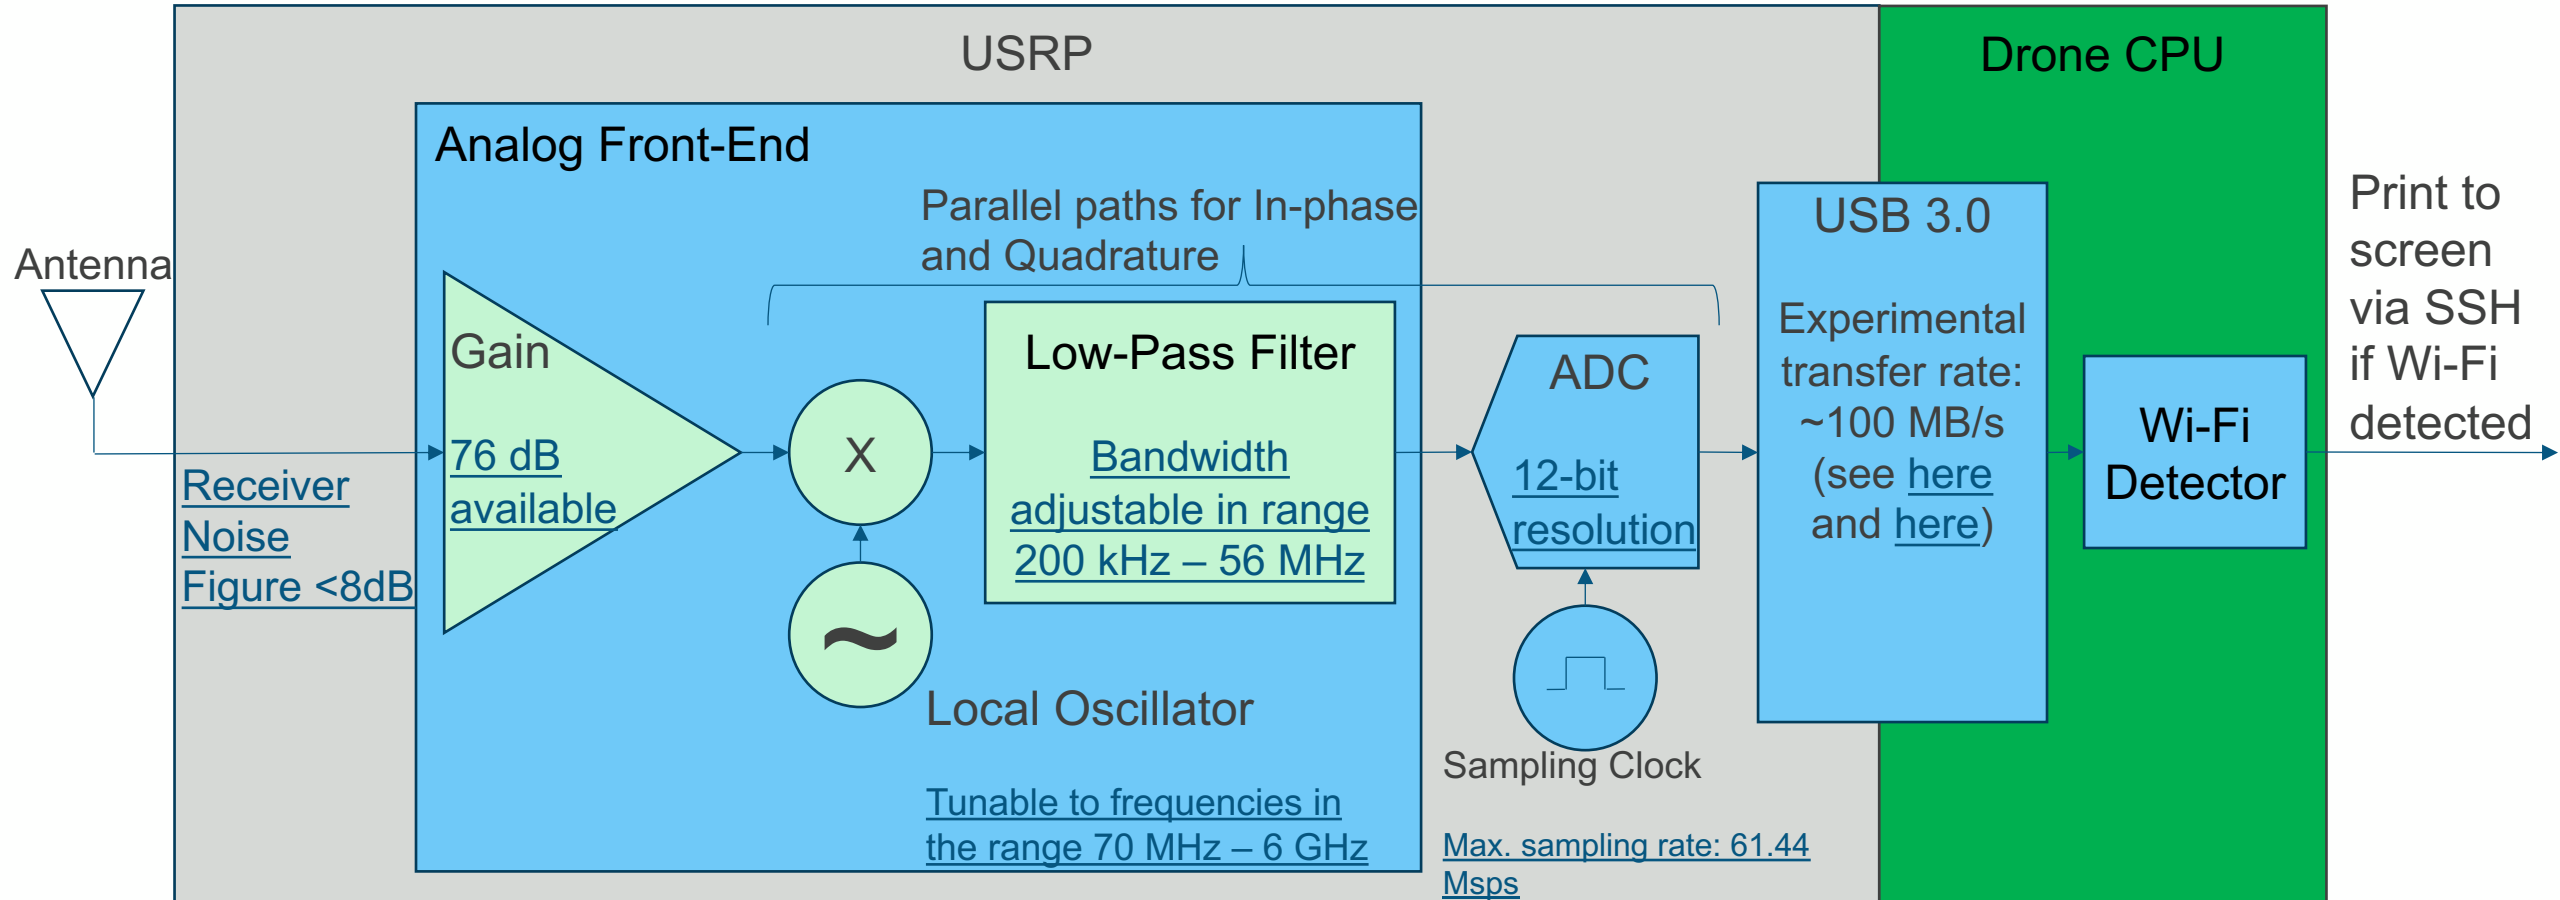 USRP
Drone CPU
Analog Front-End
Parallel paths for In-phase
and Quadrature
Antenna
Gain
76 dB
available
Receiver
Noise
Figure <8dB
X
~
Local Oscillator
Tunable to frequencies in
the range 70 MHz – 6 GHz
Low-Pass Filter
Bandwidth
adjustable in range
200 kHz – 56 MHz
ADC
12-bit
resolution
Sampling Clock
Max. sampling rate: 61.44
Msps
USB 3.0
Experimental
transfer rate:
~100 MB/s
(see here
and here)
Wi-Fi
Detector
Print to
screen
via SSH
if Wi-Fi
detected